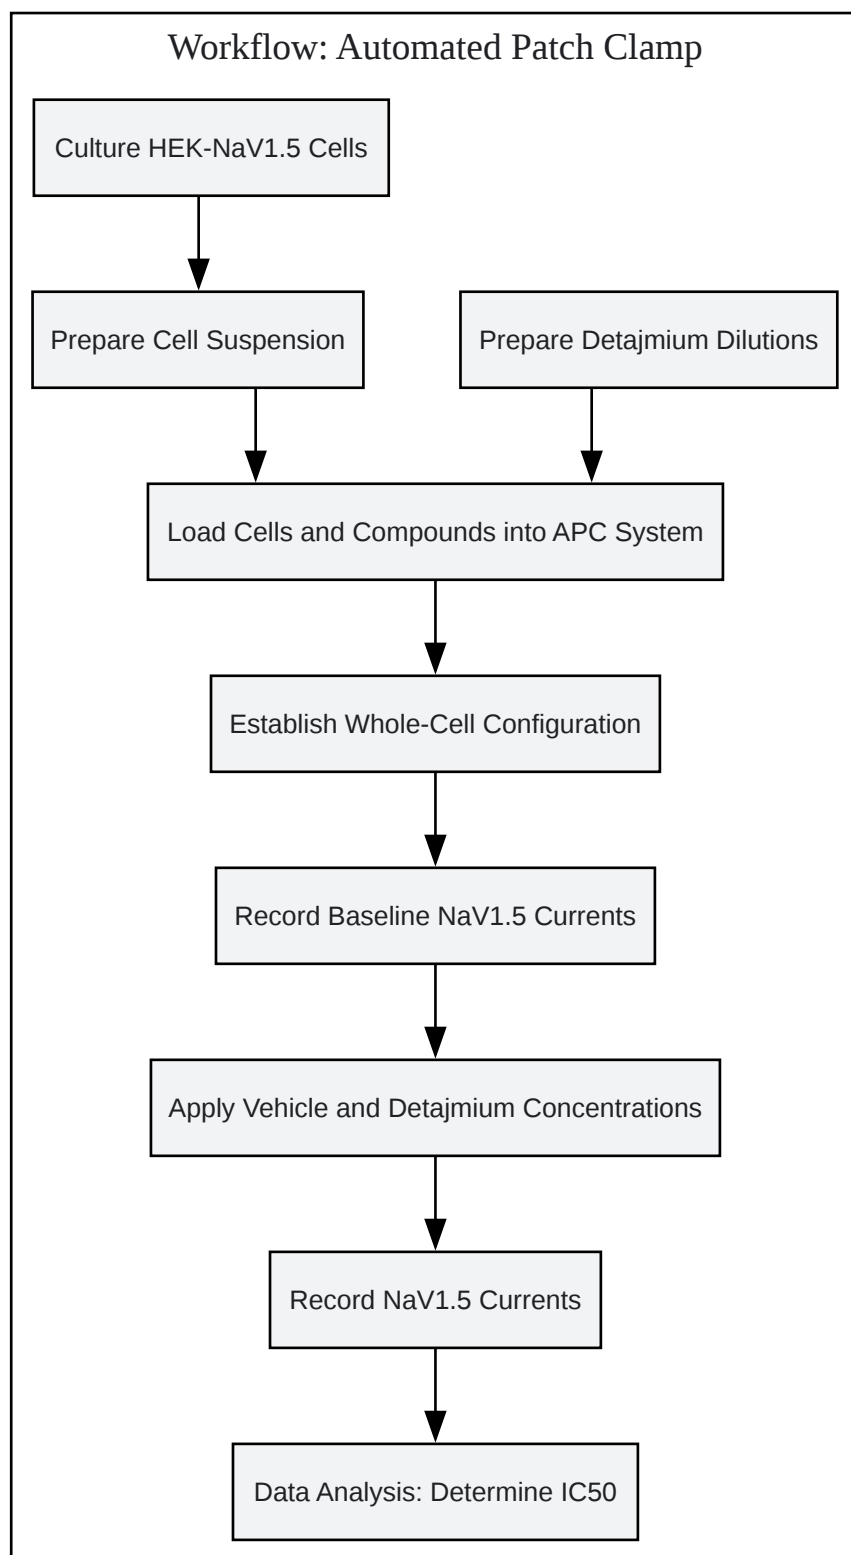 Workflow: Automated Patch Clamp
Culture HEK-NaV1.5 Cells
Prepare Cell Suspension
Prepare Detajmium Dilutions
Load Cells and Compounds into APC System
Establish Whole-Cell Configuration
Record Baseline NaV1.5 Currents
Apply Vehicle and Detajmium Concentrations
Record NaV1.5 Currents
Data Analysis: Determine IC50